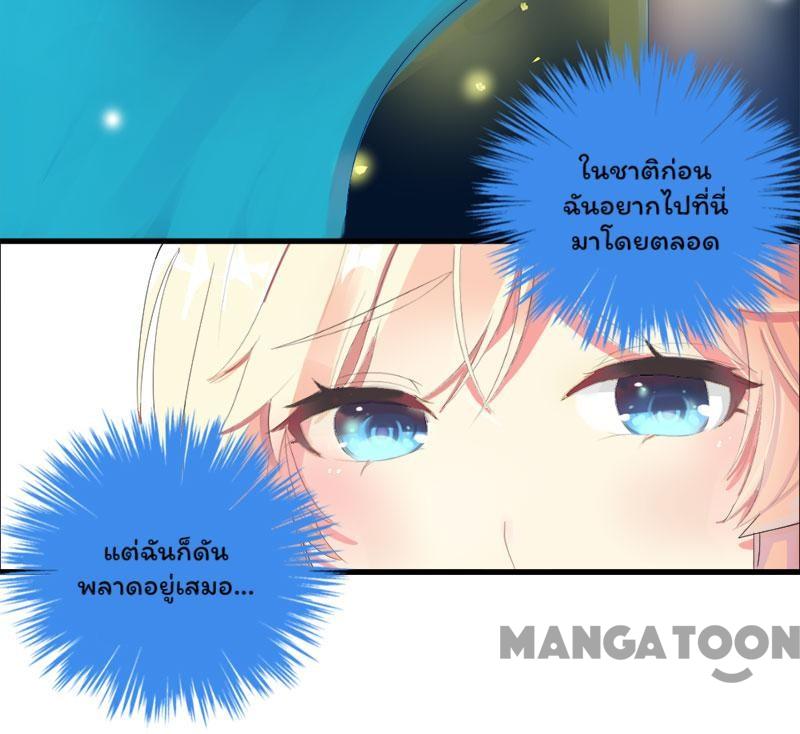 ในชาติก่อน
ฉันอยากไปที่นี่
มาโดยตลอด
แต่ฉันก็ดัน
พลาดอยู่เสมอ...
MANGATOON